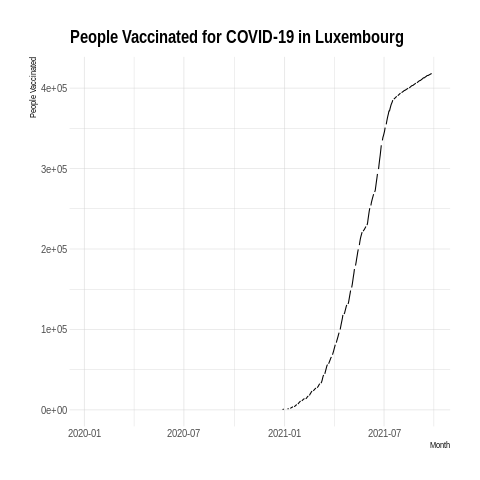 People Vaccinated for COVID-19 in Luxembourg
People Vaccinated
4e+05
3e+05
2e+05
1e+05
0e+00
2020-01 2020-07 2021-01 2021-07
Month